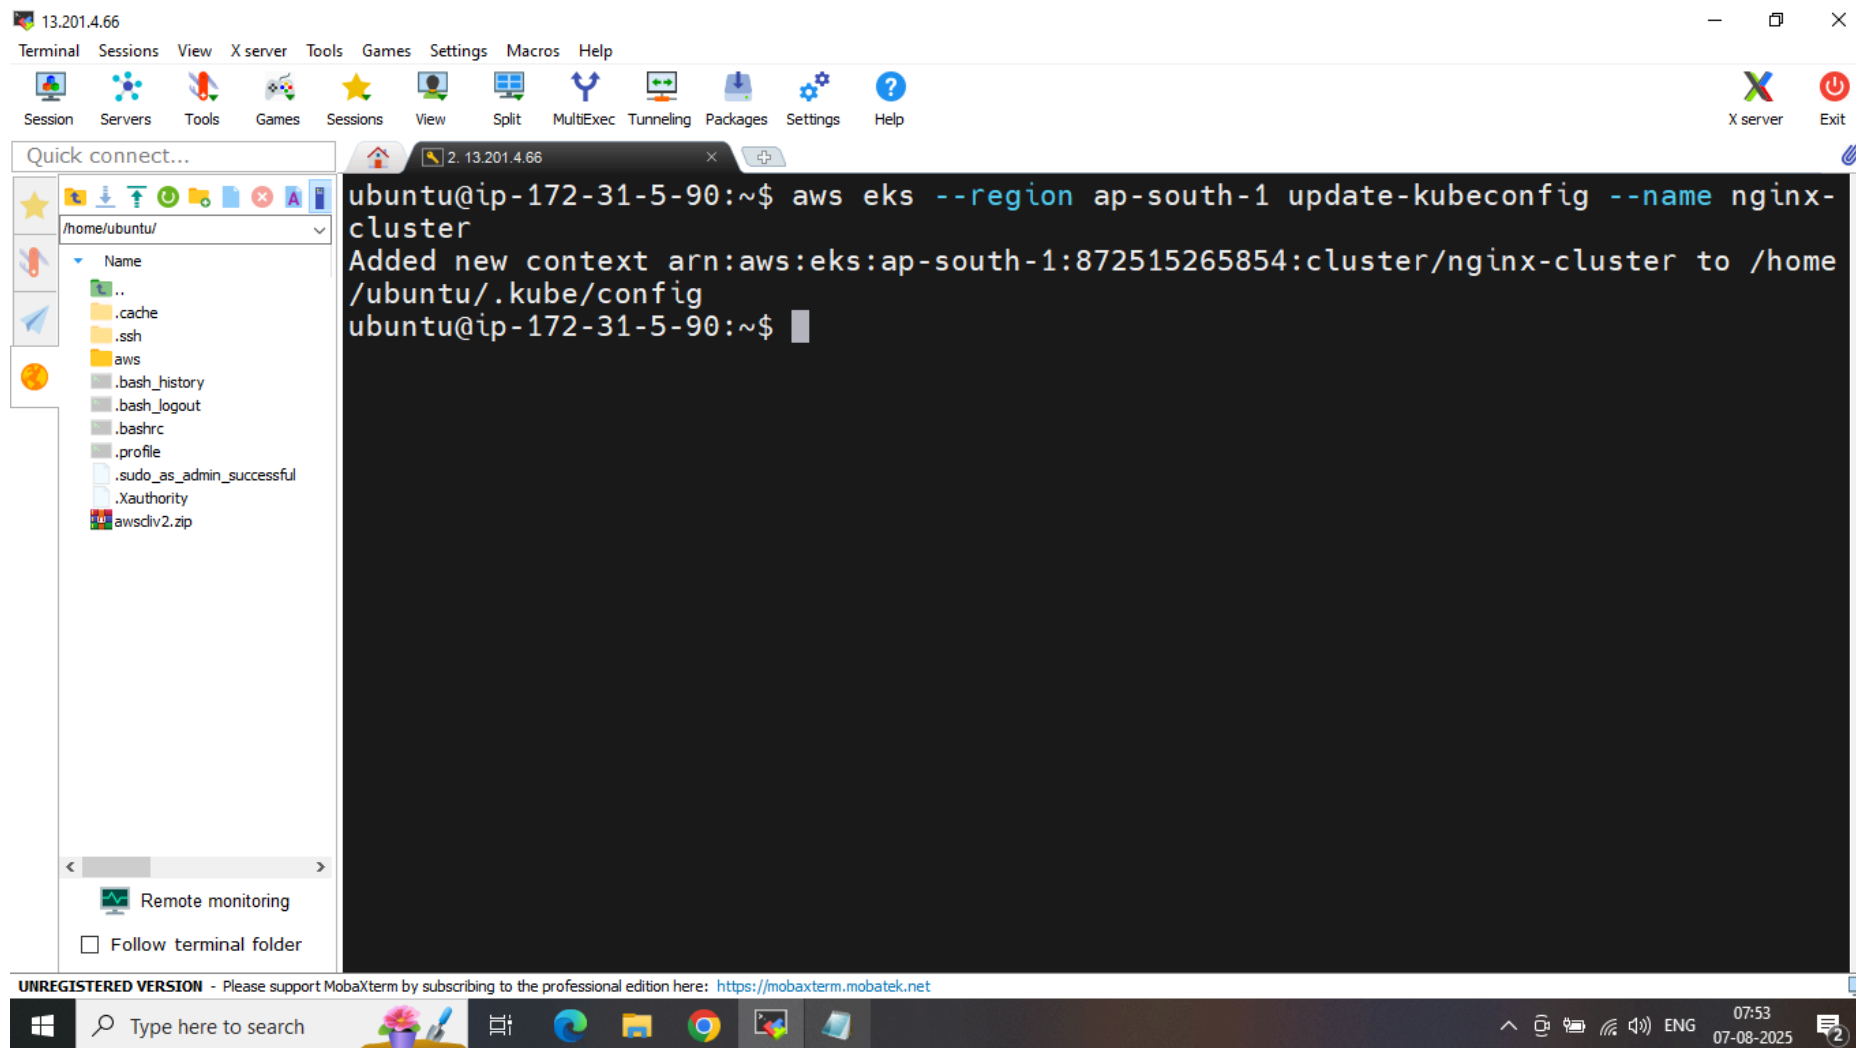 13.201.4.66
Terminal Sessions View X server Tools Games Settings Macros Help
Session Servers Tools Games Sessions View Split MultiExec Tunneling Packages Settings Help X server Exit
Quick connect...
2. 13.201.4.66
/home/ubuntu/
Name
..
.cache
.ssh
aws
.bash_history
.bash_logout
.bashrc
.profile
.sudo_as_admin_successful
.Xauthority
awscliv2.zip
Remote monitoring
Follow terminal folder
ubuntu@ip-172-31-5-90:~$ aws eks --region ap-south-1 update-kubeconfig --name nginx-
cluster
Added new context arn:aws:eks:ap-south-1:872515265854:cluster/nginx-cluster to /home
/ubuntu/.kube/config
ubuntu@ip-172-31-5-90:~$
UNREGISTERED VERSION - Please support MobaXterm by subscribing to the professional edition here: https://mobaxterm.mobatek.net
Type here to search
ENG
07:53
07-08-2025
2